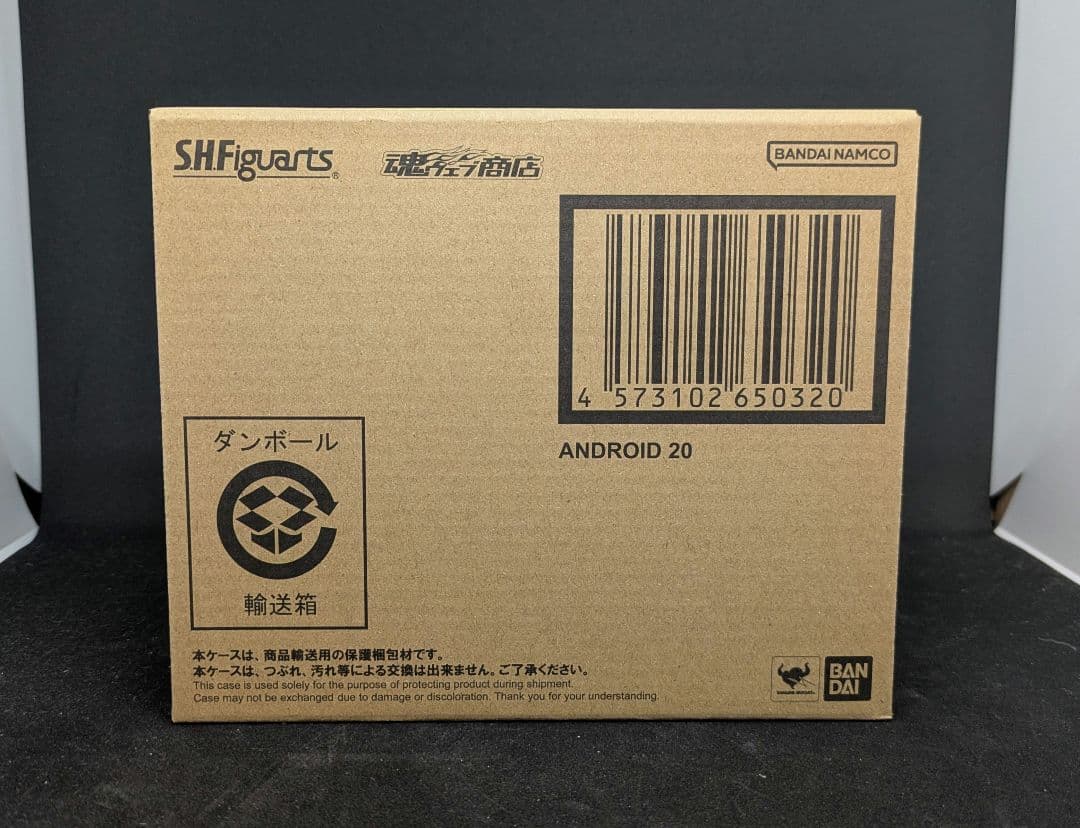 S.H.Figuarts®
魂ウェブ商店
BANDAI NAMCO
4 573102 650320
ANDROID 20
ダンボール
輸送箱
本ケースは、商品輸送用の保護梱包材です。
本ケースは、つぶれ、汚れ等による交換は出来ません。ご了承ください。
This case is used solely for the purpose of protecting product during shipment.
Case may not be exchanged due to damage or discoloration. Thank you for your understanding.
BAN
DAI